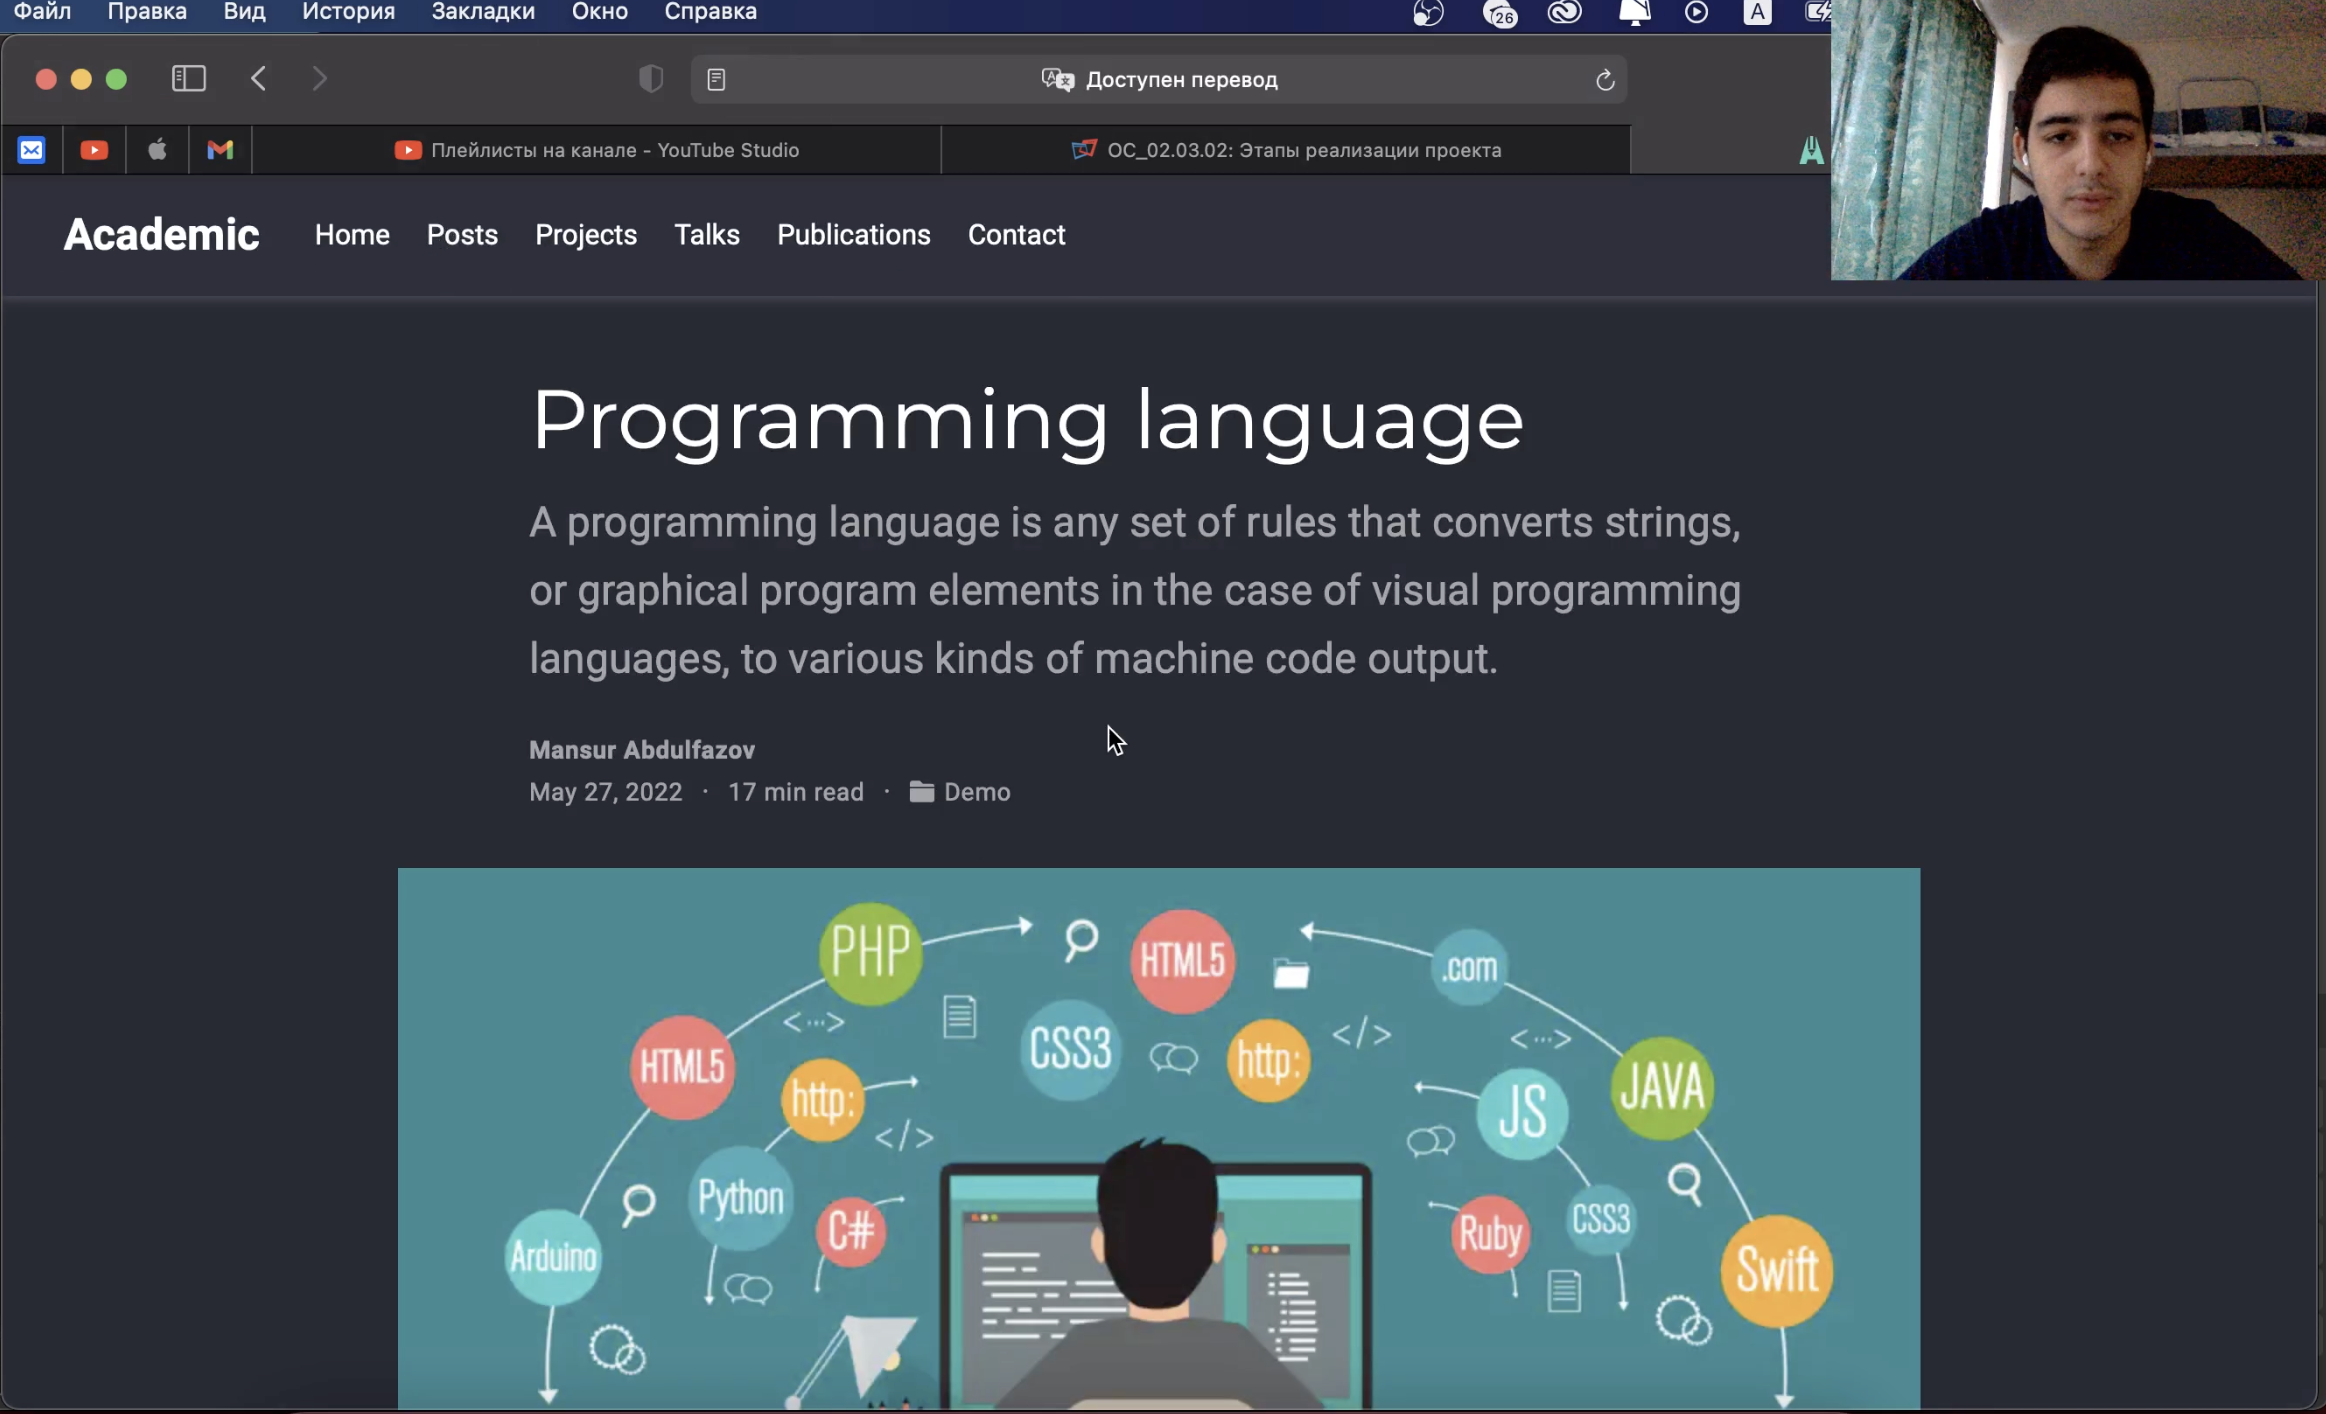 Файл Правка Вид История Закладки Окно Справка
26 A
Доступен перевод
Плейлисты на канале - YouTube Studio
ОС_02.03.02: Этапы реализации проекта
Academic Home Posts Projects Talks Publications Contact
Programming language
A programming language is any set of rules that converts strings,
or graphical program elements in the case of visual programming
languages, to various kinds of machine code output.
Mansur Abdulfazov
May 27, 2022 · 17 min read · Demo
PHP HTML5 .com
<···> CSS3 </>
HTML5 http: http: <···> JAVA
</> JS
Python C# Ruby CSS3
Arduino Swift